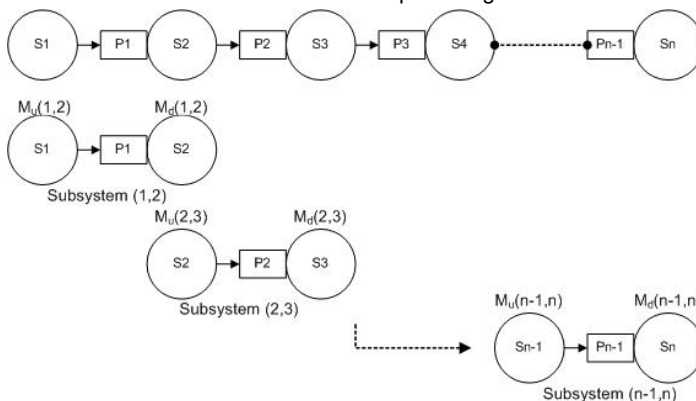 S1 P1 S2 P2 S3 P3 S4 Pn-1 Sn
Mu(1,2) Md(1,2)
S1 P1 S2
Subsystem (1,2)
Mu(2,3) Md(2,3)
S2 P2 S3
Subsystem (2,3)
Mu(n-1,n) Md(n-1,n
Sn-1 Pn-1 Sn
Subsystem (n-1,n)